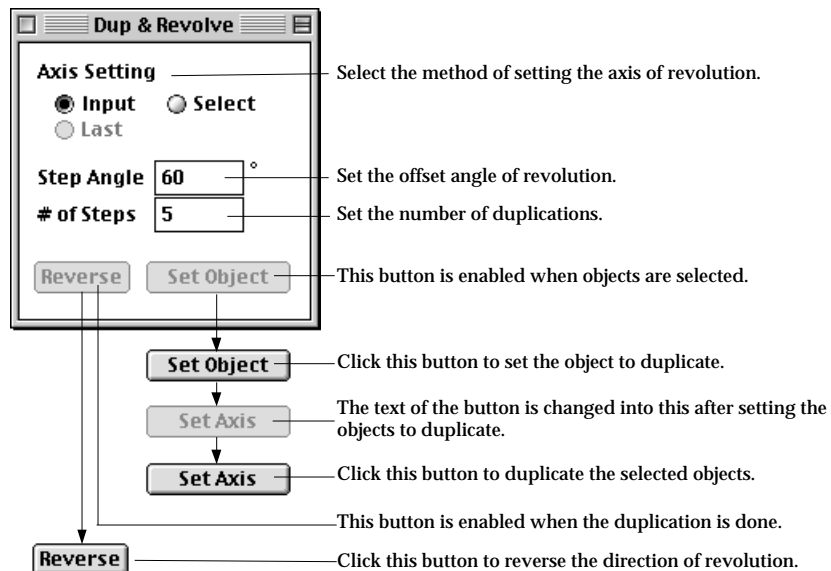 Dup & Revolve
Axis Setting
Select the method of setting the axis of revolution.
Input Select
Last
Step Angle 60 °
Set the offset angle of revolution.
# of Steps 5
Set the number of duplications.
Reverse Set Object
This button is enabled when objects are selected.
Set Object
Click this button to set the object to duplicate.
Set Axis
The text of the button is changed into this after setting the
objects to duplicate.
Set Axis
Click this button to duplicate the selected objects.
This button is enabled when the duplication is done.
Reverse
Click this button to reverse the direction of revolution.